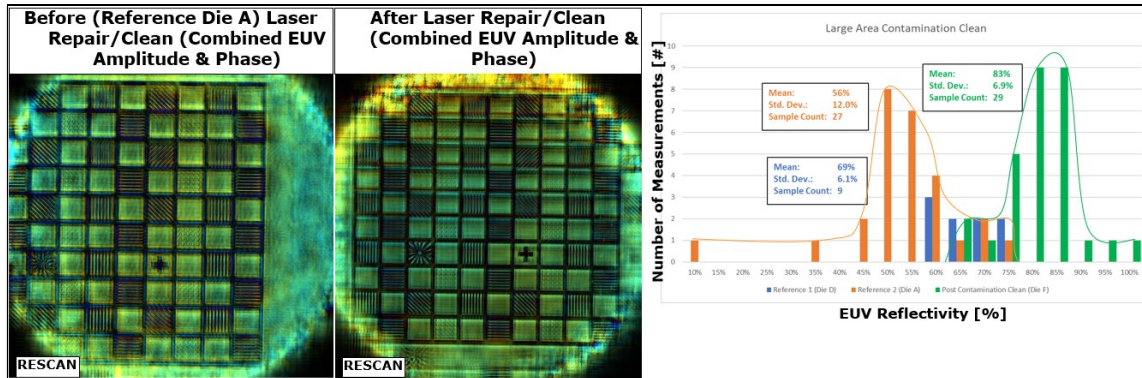 Before (Reference Die A) Laser
Repair/Clean (Combined EUV
Amplitude & Phase)
RESCAN
After Laser Repair/Clean
(Combined EUV Amplitude &
Phase)
RESCAN
Large Area Contamination Clean
Number of Measurements [#]
10
9
8
7
6
5
4
3
2
1
0
Mean: 56%
Std. Dev.: 12.0%
Sample Count: 27
Mean: 69%
Std. Dev.: 6.1%
Sample Count: 9
Mean: 83%
Std. Dev.: 6.9%
Sample Count: 29
10% 15% 20% 25% 30% 35% 40% 45% 50% 55% 60% 65% 70% 75% 80% 85% 90% 95% 100%
Reference 1 (Die D) Reference 2 (Die A) Post Contamination Clean (Die F)
EUV Reflectivity [%]